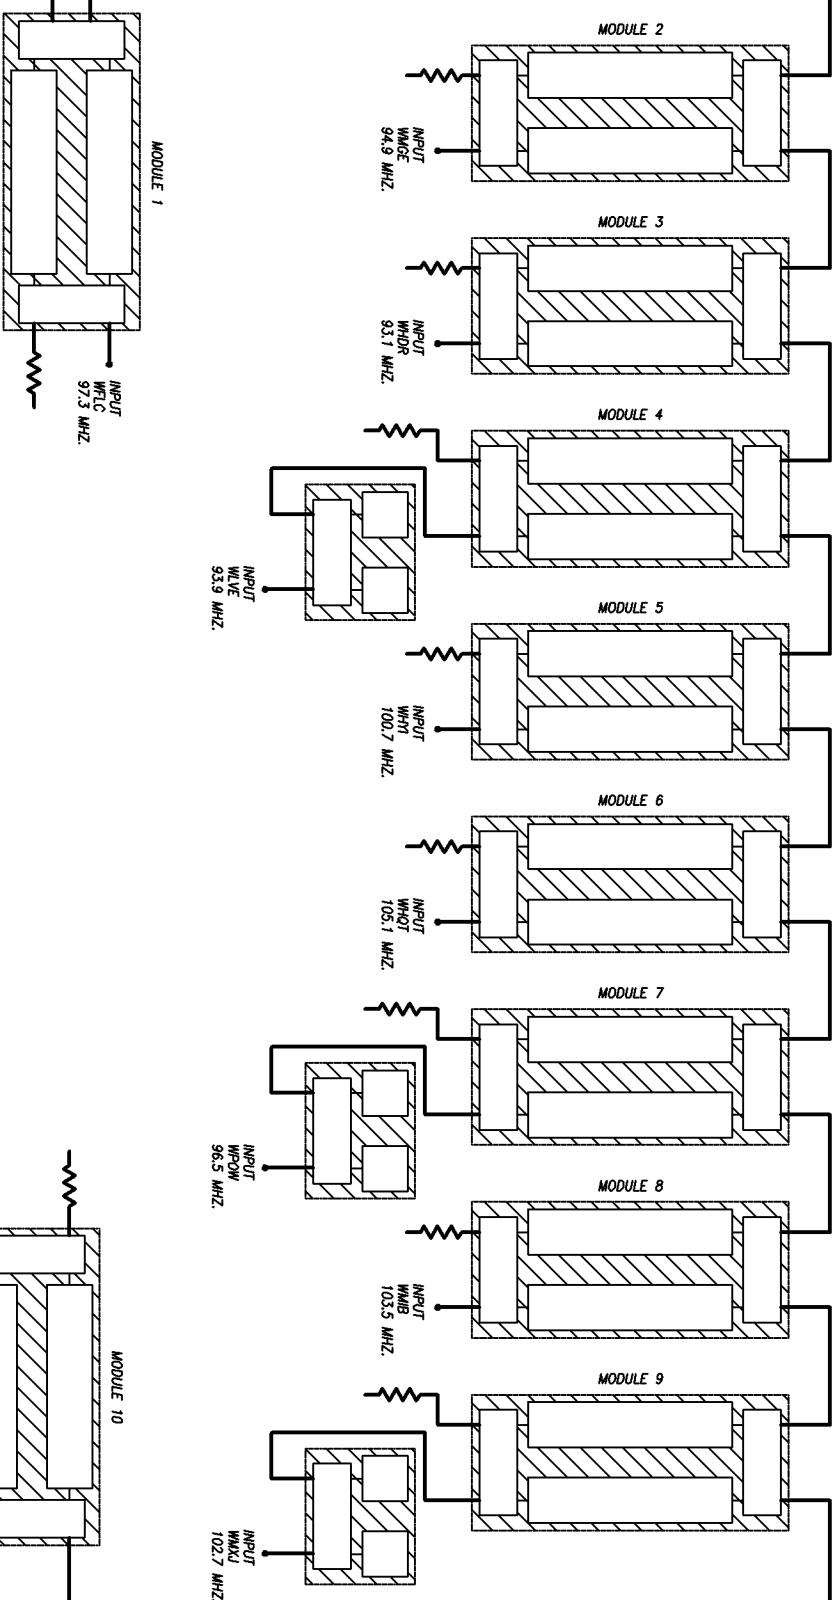 MODULE 2
INPUT
WMGE
94.9 MHZ.
MODULE 1
INPUT
WFLC
97.3 MHZ.
MODULE 3
INPUT
WHDR
93.1 MHZ.
MODULE 4
INPUT
WLVE
93.9 MHZ.
MODULE 5
INPUT
WHYI
100.7 MHZ.
MODULE 6
INPUT
WHQT
105.1 MHZ.
MODULE 7
INPUT
WPOW
96.5 MHZ.
MODULE 8
INPUT
WMIB
103.5 MHZ.
MODULE 9
INPUT
WMXJ
102.7 MHZ.
MODULE 10